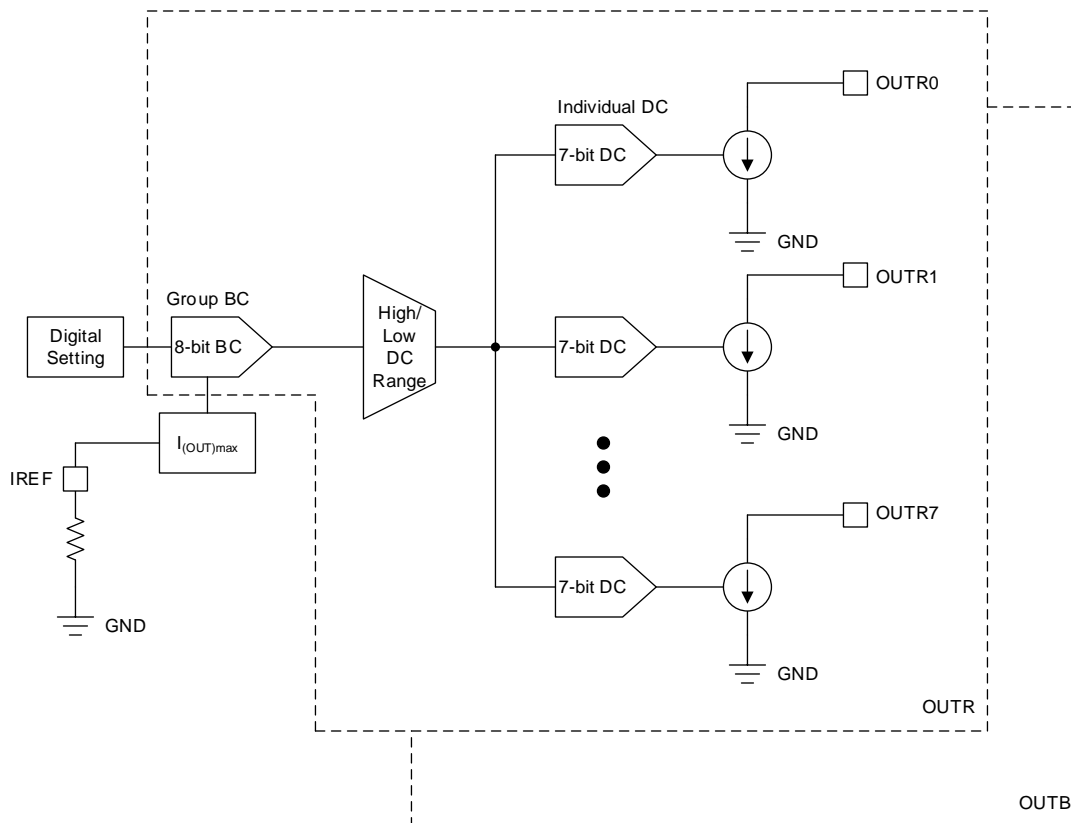 OUTR0
Individual DC
7-bit DC
GND
OUTR1
Group BC
High/
Low
DC
Range
Digital
Setting
8-bit BC
7-bit DC
GND
I(OUT)max
IREF
OUTR7
7-bit DC
GND
GND
OUTR
OUTB